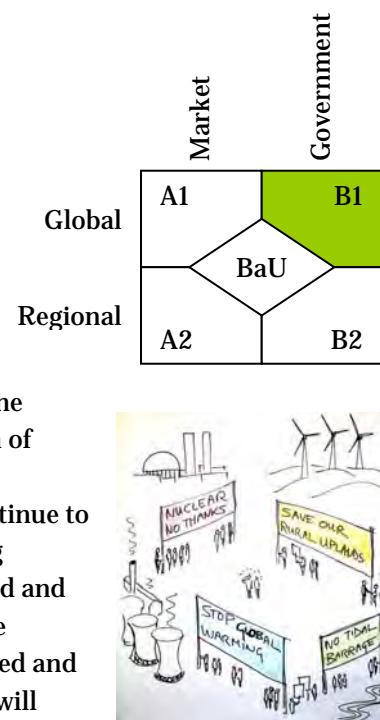 Market
Government
Global
A1
B1
BaU
Regional
A2
B2
he
of
tinue to
g
d and
e
ed and
will
NUCLEAR
NO THANKS
SAVE OUR
RURAL UPLANDS
STOP GLOBAL
WARMING
NO TIDAL
BARRAGE